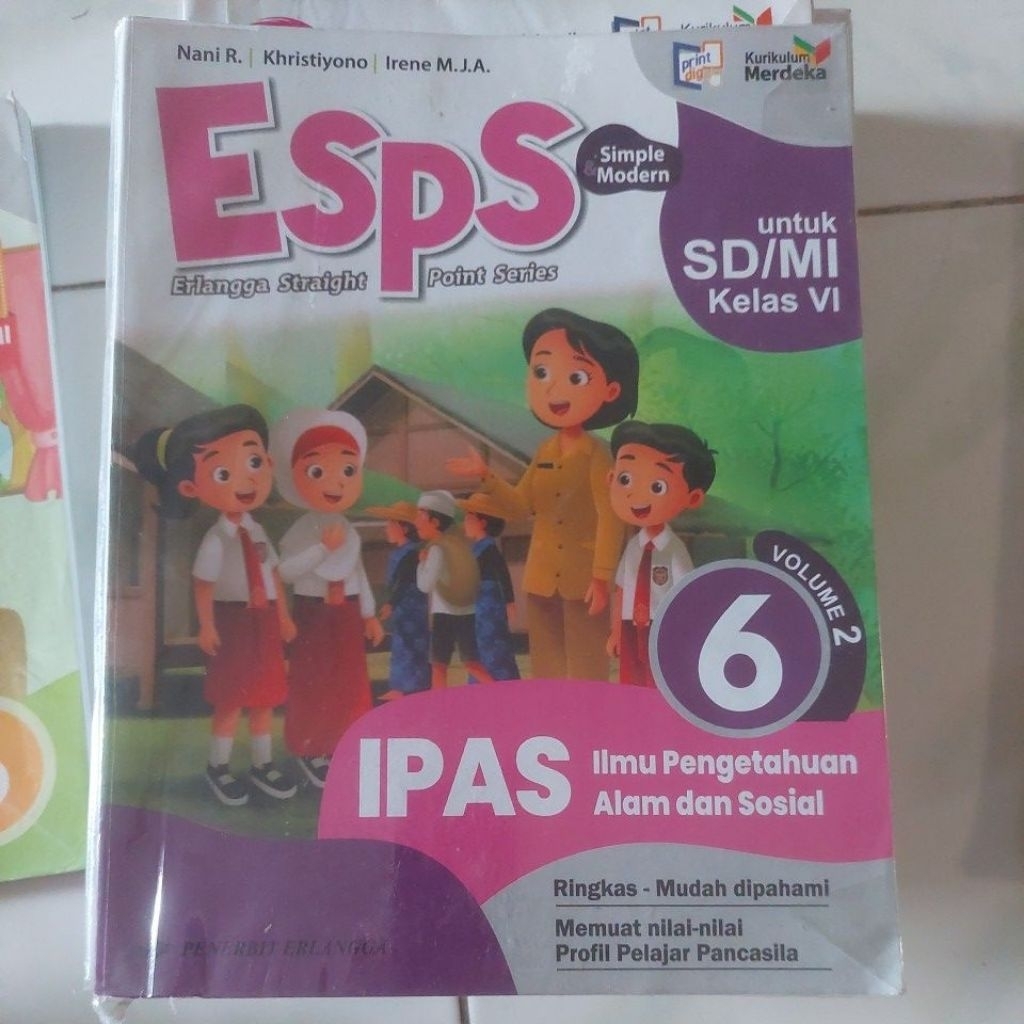 Nani R. | Khristiyono | Irene M.J.A.
print
dig
Kurikulum
Merdeka
ESpS
Simple
& Modern
Erlangga Straight Point Series
untuk
SD/MI
Kelas VI
VOLUME 2
6
IPAS
Ilmu Pengetahuan
Alam dan Sosial
Ringkas - Mudah dipahami
Memuat nilai-nilai
Profil Pelajar Pancasila
PENERBIT ERLANGGA